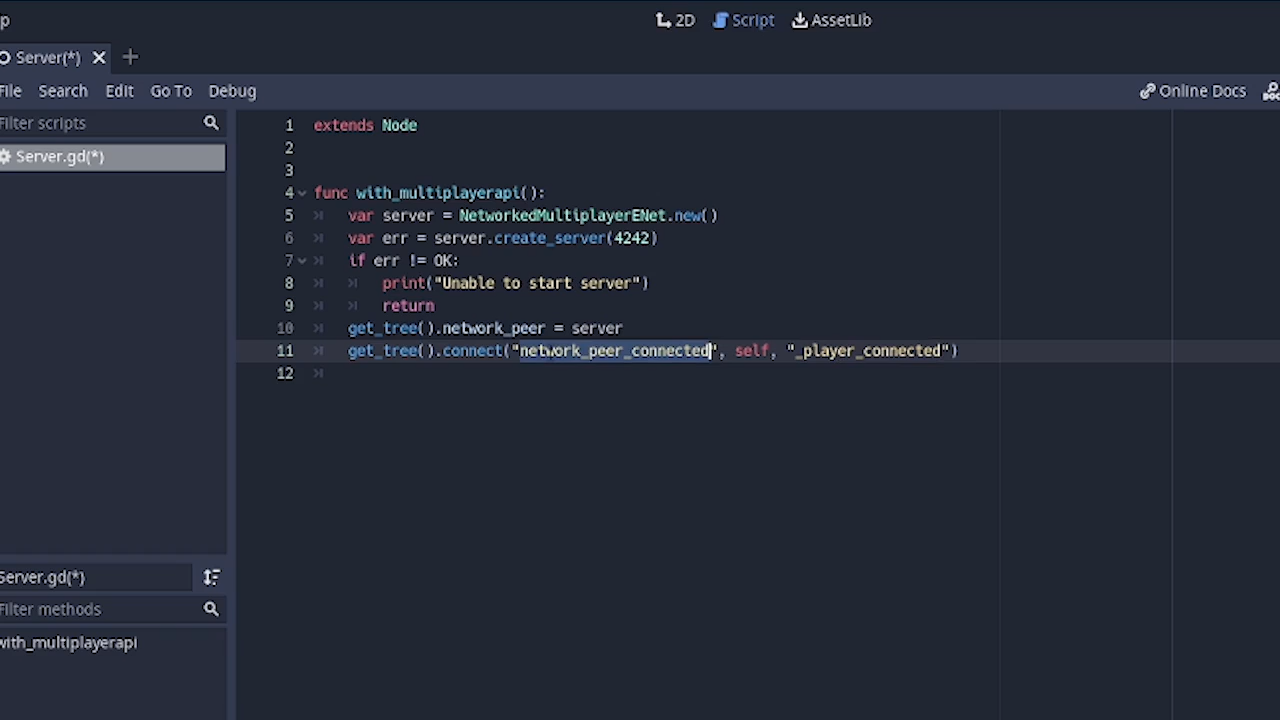 p
2D
Script
AssetLib
Server(*)
File
Search
Edit
Go To
Debug
Online Docs
Filter scripts
Server.gd(*)
1 extends Node
2
3
4 func with_multiplayerapi():
5 var server = NetworkedMultiplayerENet.new()
6 var err = server.create_server(4242)
7 if err != OK:
8 print("Unable to start server")
9 return
10 get_tree().network_peer = server
11 get_tree().connect("network_peer_connected", self, "_player_connected")
12
Server.gd(*)
Filter methods
with_multiplayerapi